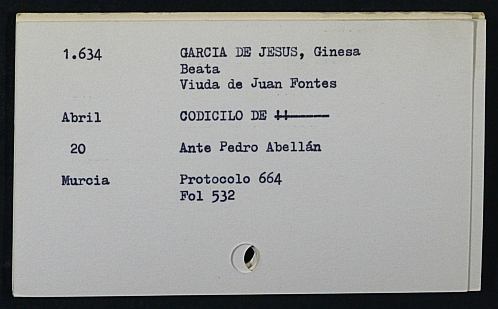 1.634 GARCIA DE JESUS, Ginesa
Beata
Viuda de Juan Fontes
Abril CODICILO DE
20 Ante Pedro Abellán
Murcia Protocolo 664
Fol 532